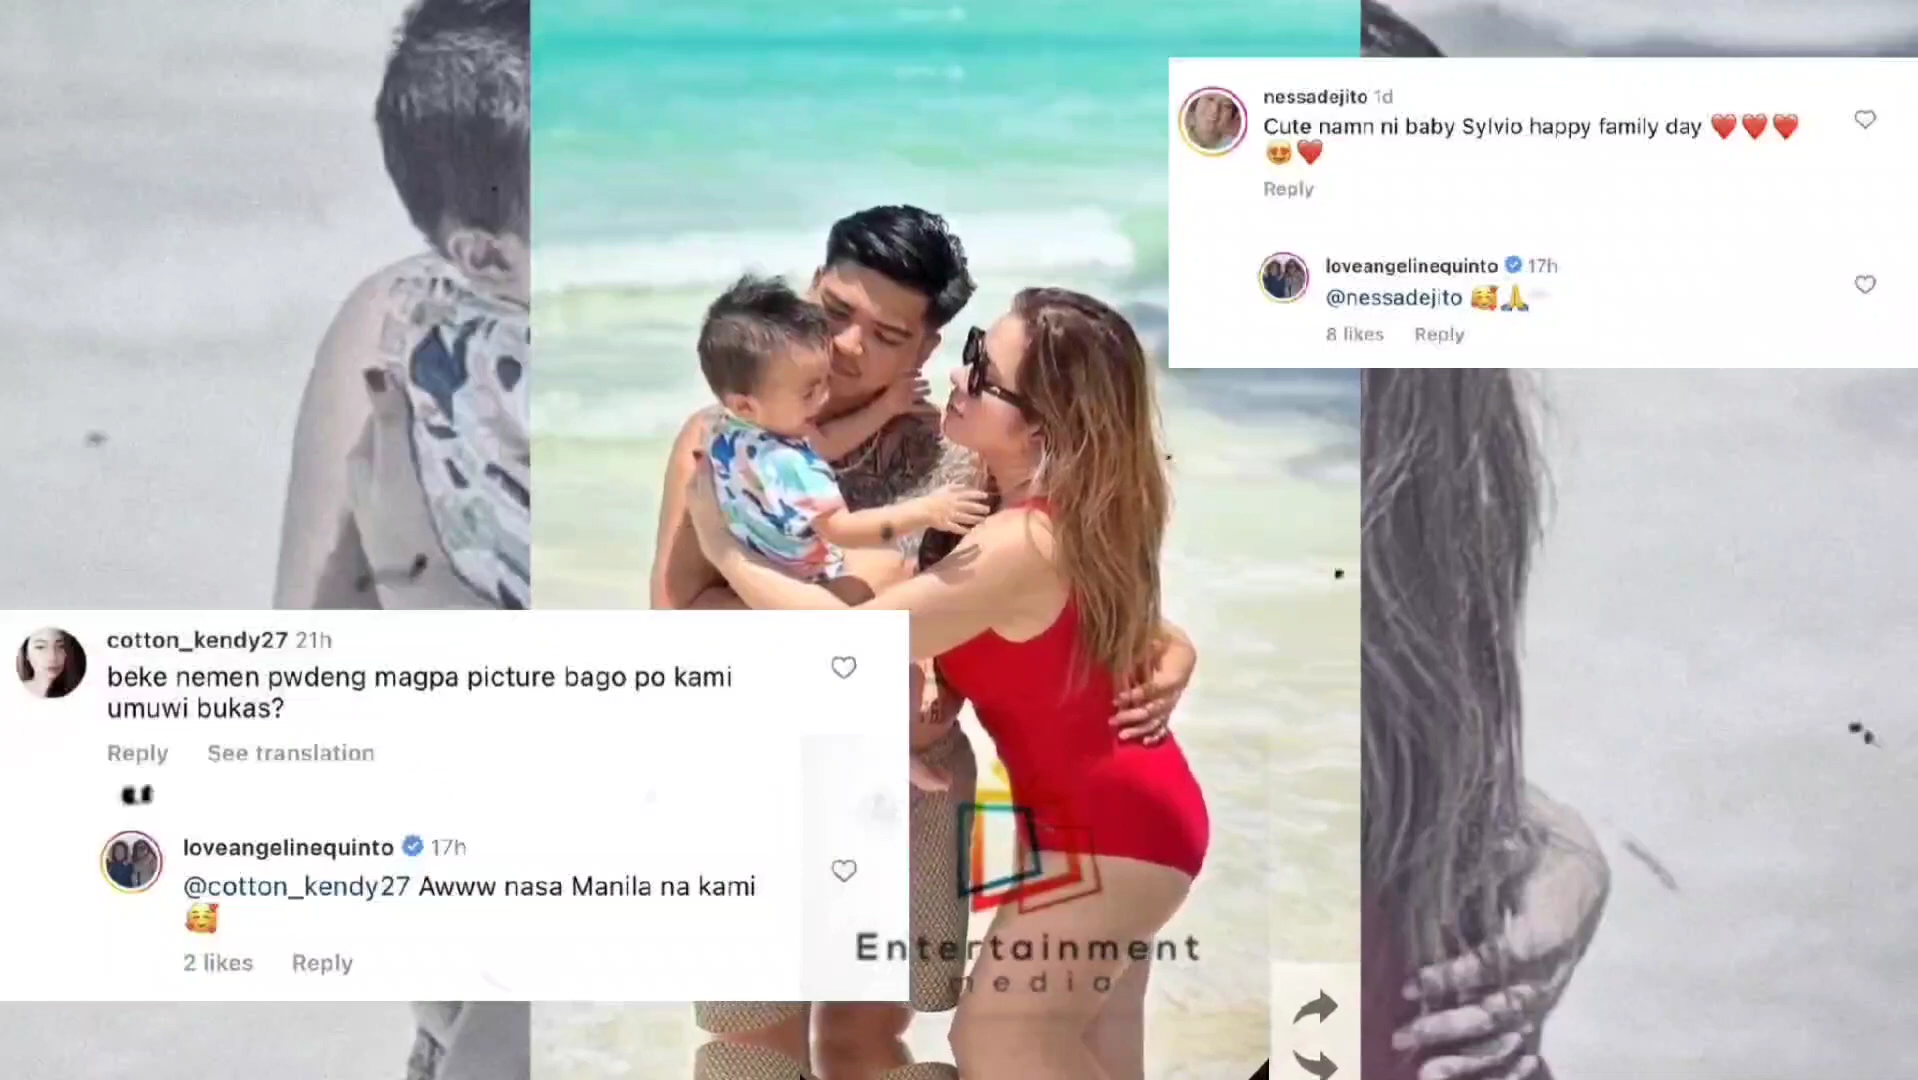 nessadejito 1d
Cute namn ni baby Sylvio happy family day ❤️❤️❤️
😍❤️
Reply
loveangelinequinto 17h
@nessadejito 🥰🙏
8 likes Reply
cotton_kendy27 21h
beke nemen pwdeng magpa picture bago po kami
umuwi bukas?
Reply See translation
loveangelinequinto 17h
@cotton_kendy27 Awww nasa Manila na kami
🥰
2 likes Reply
Entertainment
media